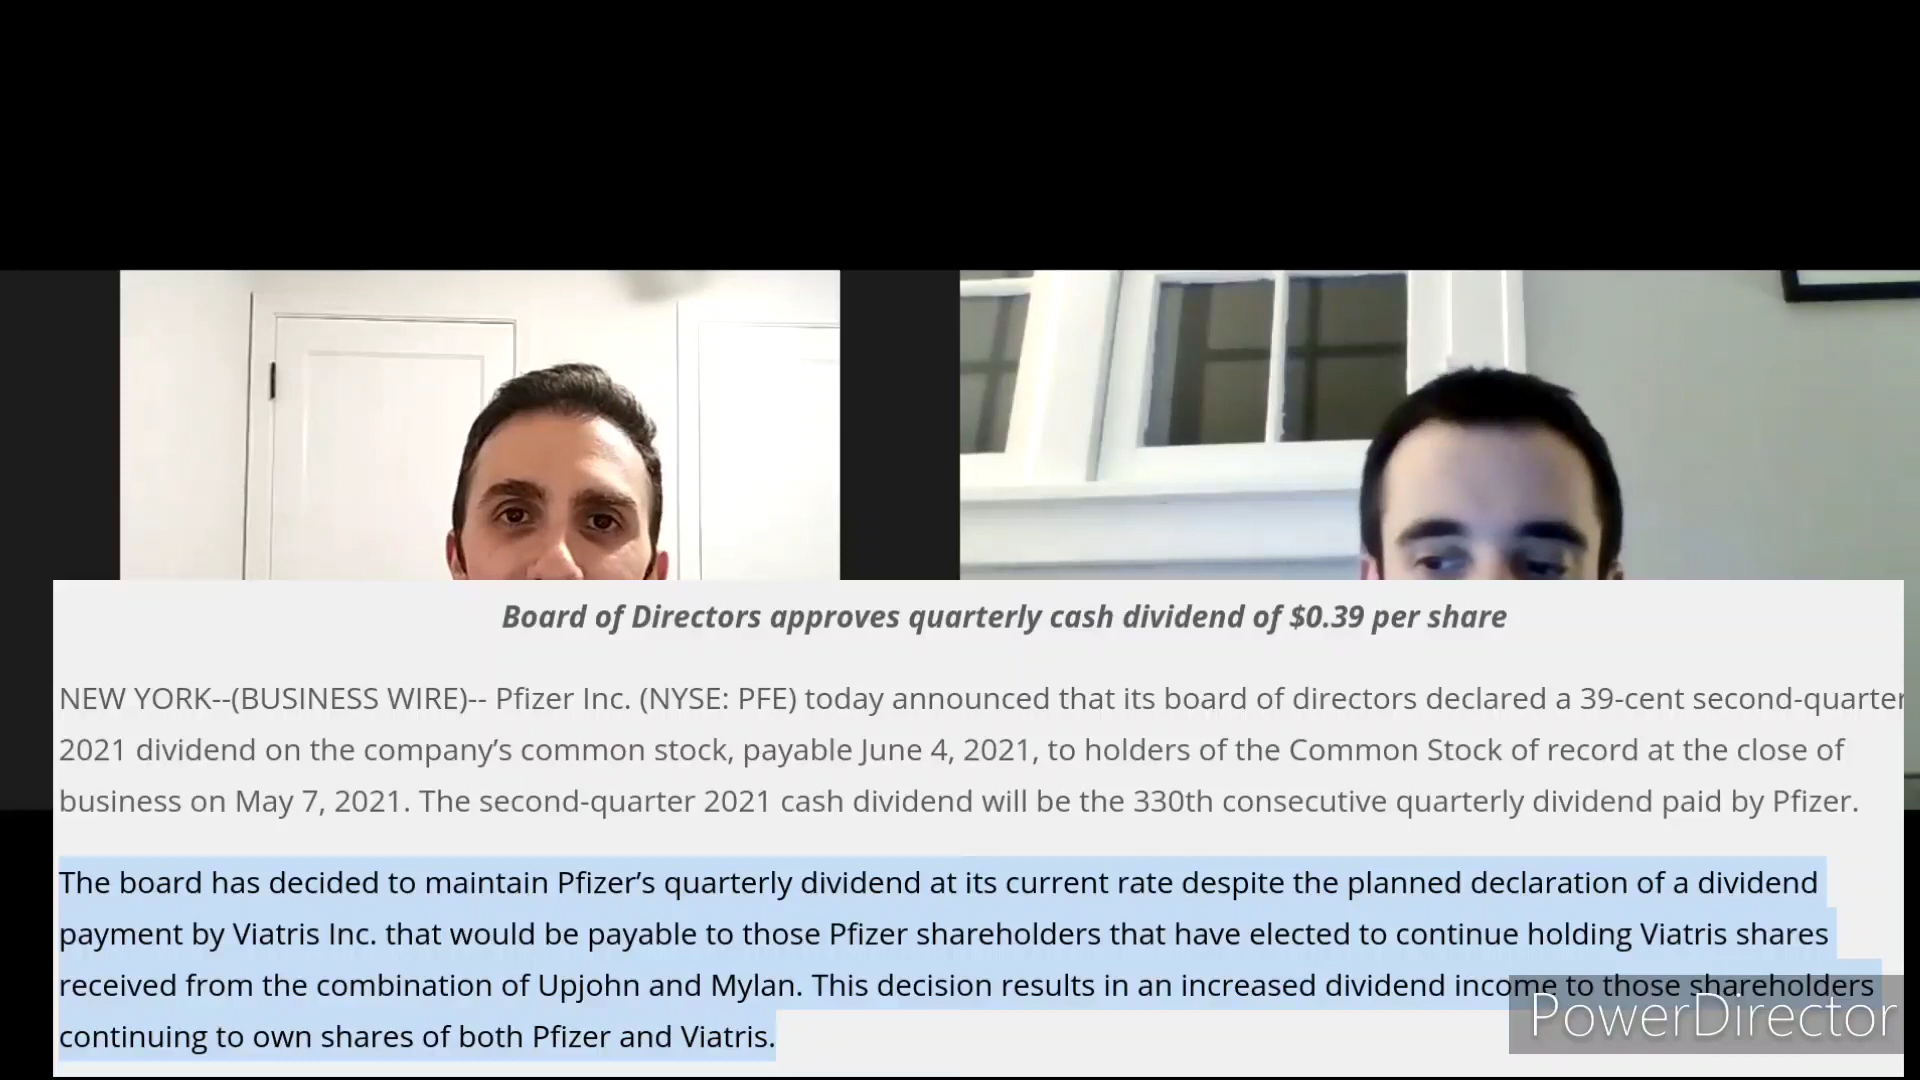 Board of Directors approves quarterly cash dividend of $0.39 per share
NEW YORK--(BUSINESS WIRE)-- Pfizer Inc. (NYSE: PFE) today announced that its board of directors declared a 39-cent second-quarter
2021 dividend on the company’s common stock, payable June 4, 2021, to holders of the Common Stock of record at the close of
business on May 7, 2021. The second-quarter 2021 cash dividend will be the 330th consecutive quarterly dividend paid by Pfizer.
The board has decided to maintain Pfizer’s quarterly dividend at its current rate despite the planned declaration of a dividend
payment by Viatris Inc. that would be payable to those Pfizer shareholders that have elected to continue holding Viatris shares
received from the combination of Upjohn and Mylan. This decision results in an increased dividend income to those shareholders
continuing to own shares of both Pfizer and Viatris.
PowerDirector